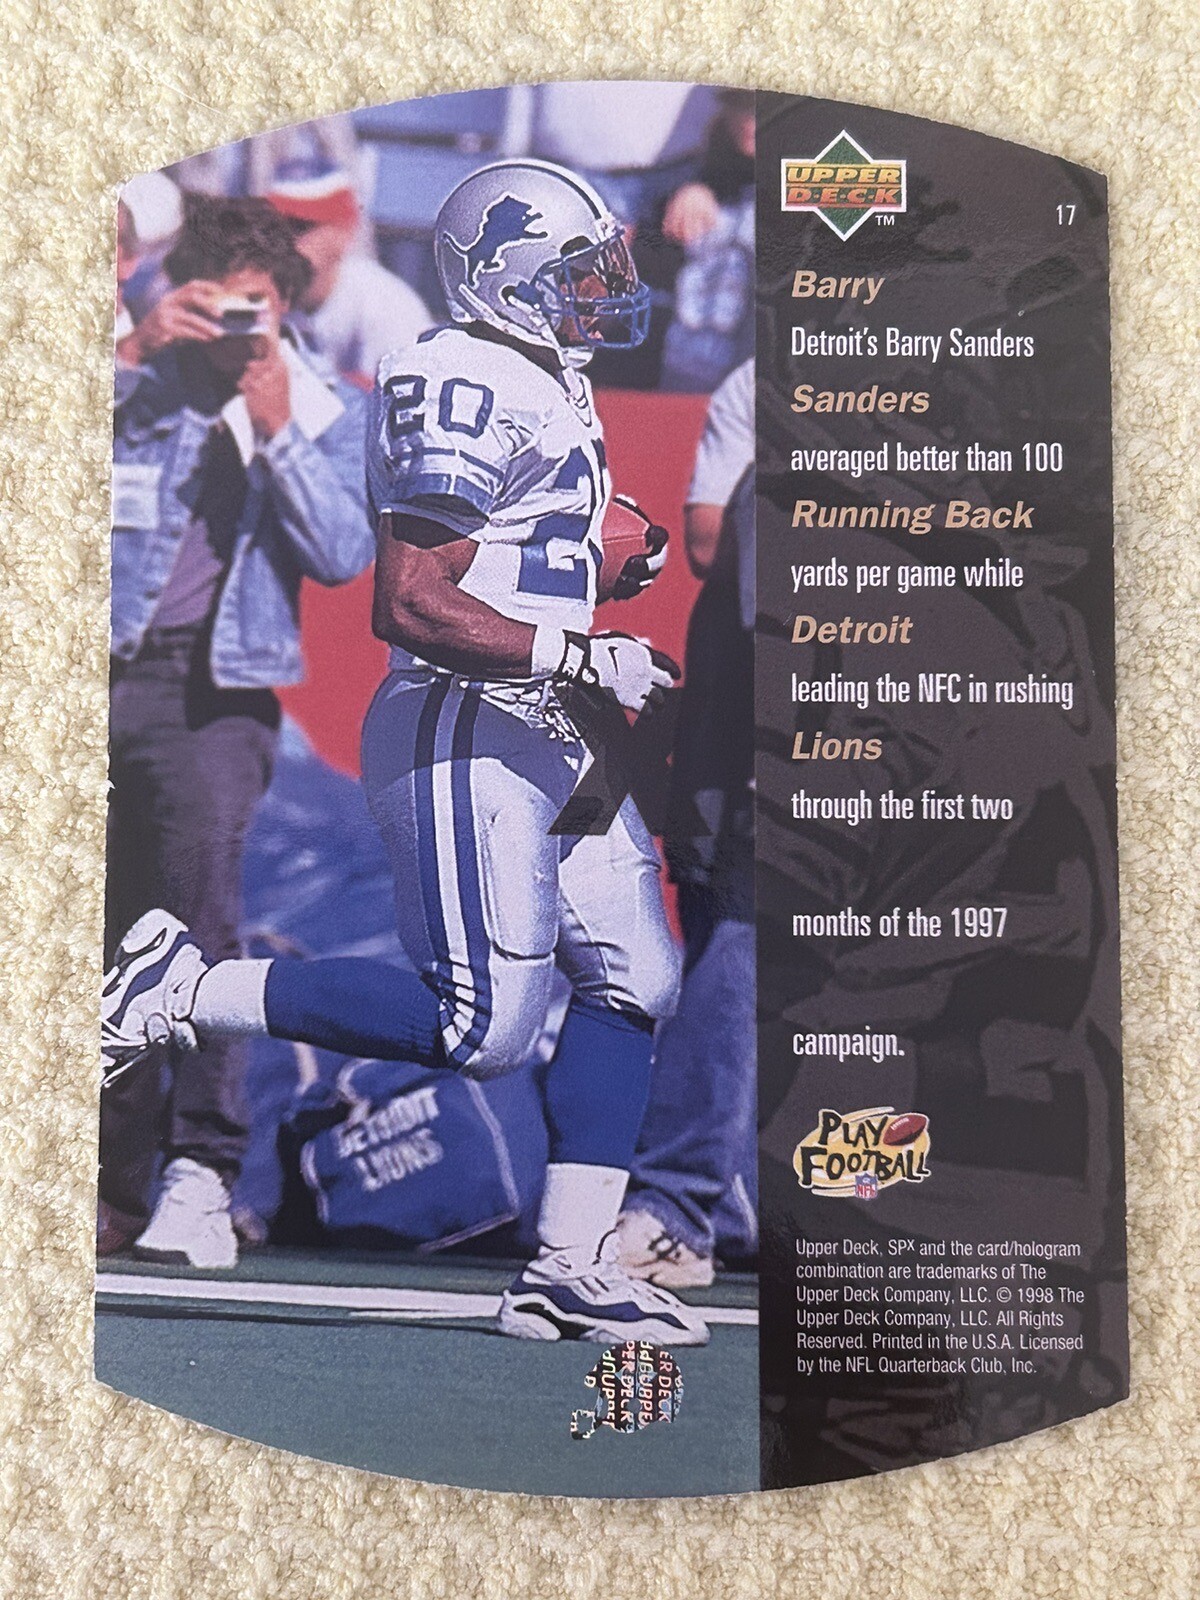 UPPER
D·E·C·K
TM
17
Barry
Detroit's Barry Sanders
Sanders
averaged better than 100
Running Back
yards per game while
Detroit
leading the NFC in rushing
Lions
through the first two
months of the 1997
campaign.
20
2
DETROIT
LIONS
X
PLAY
FOOTBALL
NFL
Upper Deck, SPX and the card/hologram
combination are trademarks of The
Upper Deck Company, LLC. © 1998 The
Upper Deck Company, LLC. All Rights
Reserved. Printed in the U.S.A. Licensed
by the NFL Quarterback Club, Inc.